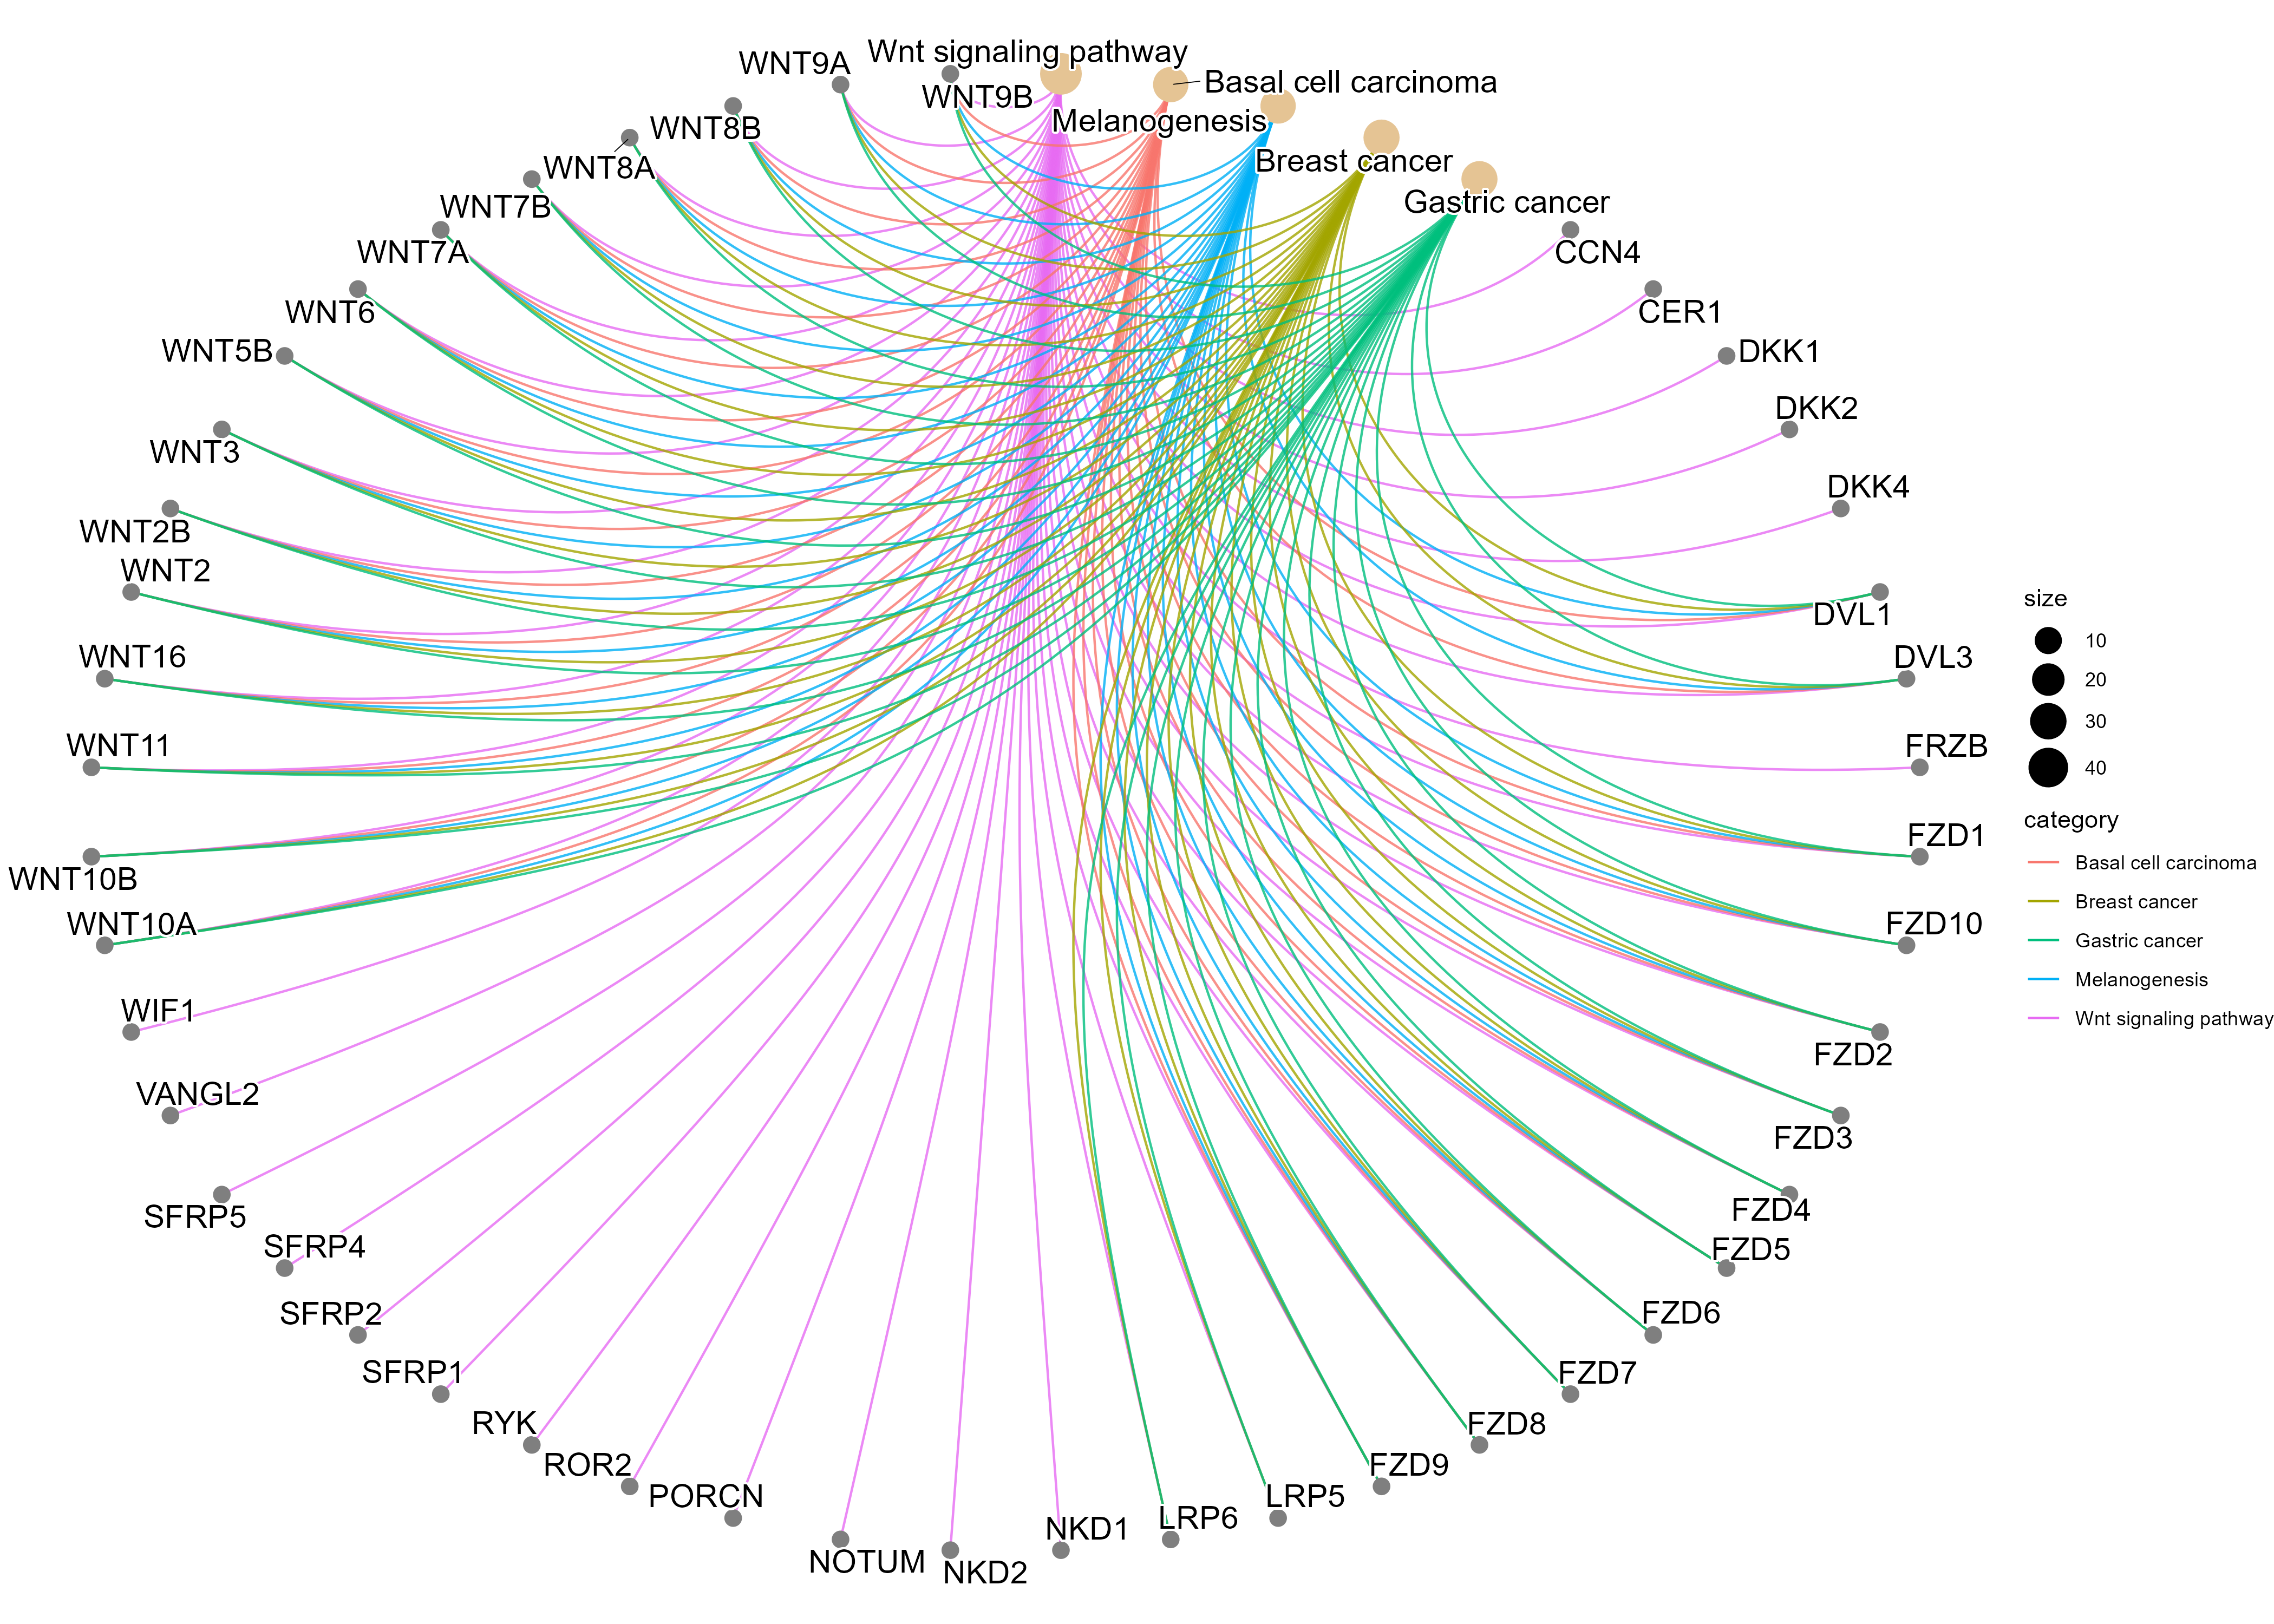 Wnt signaling pathway
WNT9A
WNT9B
Basal cell carcinoma
Melanogenesis
WNT8B
Breast cancer
WNT8A
Gastric cancer
WNT7B
CCN4
WNT7A
CER1
WNT6
DKK1
WNT5B
DKK2
WNT3
DKK4
WNT2B
WNT2
DVL1
WNT16
DVL3
WNT11
FRZB
FZD1
WNT10B
WNT10A
FZD10
WIF1
FZD2
VANGL2
FZD3
SFRP5
FZD4
SFRP4
FZD5
SFRP2
FZD6
SFRP1
FZD7
RYK
FZD8
ROR2
FZD9
PORCN
LRP5
LRP6
NKD1
NOTUM
NKD2
size
10
20
30
40
category
Basal cell carcinoma
Breast cancer
Gastric cancer
Melanogenesis
Wnt signaling pathway